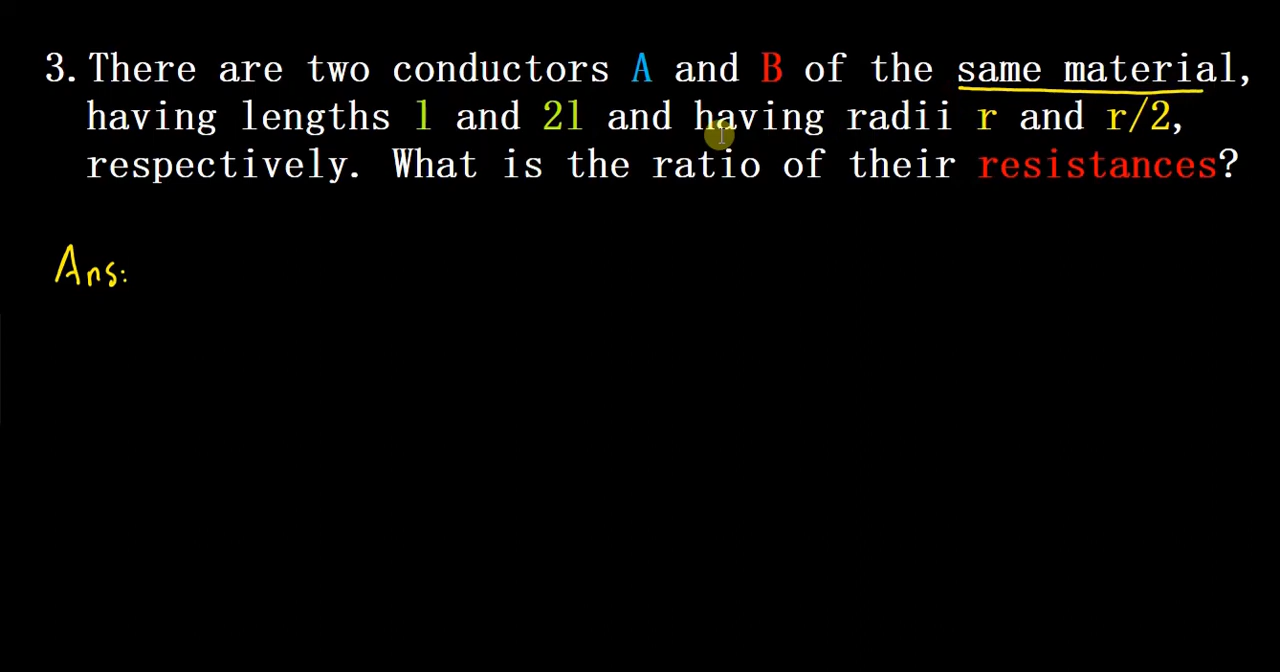 3. There are two conductors A and B of the same material,
having lengths l and 2l and having radii r and r/2,
respectively. What is the ratio of their resistances?
Ans: